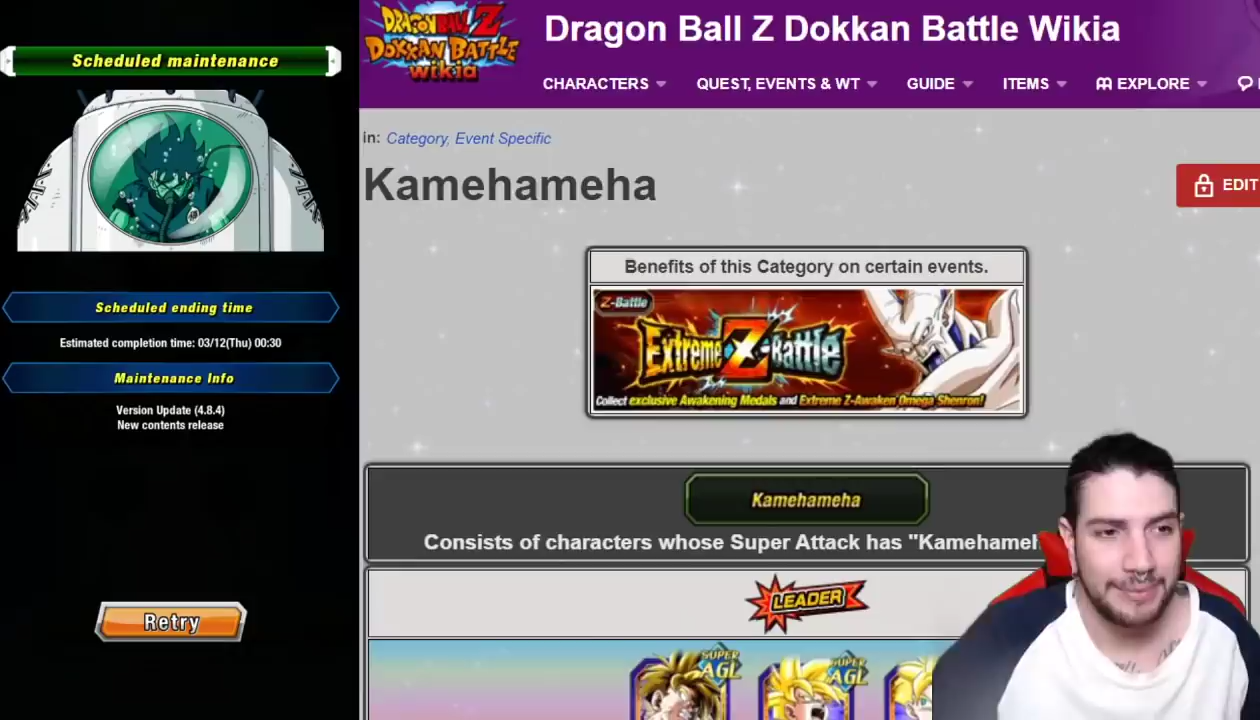 Scheduled maintenance
Scheduled ending time
Estimated completion time: 03/12(Thu) 00:30
Maintenance Info
Version Update (4.8.4)
New contents release
Retry
DRAGON BALL Z
DOKKAN BATTLE
wikia
Dragon Ball Z Dokkan Battle Wikia
CHARACTERS
QUEST, EVENTS & WT
GUIDE
ITEMS
EXPLORE
in: Category, Event Specific
Kamehameha
EDIT
Benefits of this Category on certain events.
Z-Battle
Extreme Z-Battle
Collect exclusive Awakening Medals and Extreme Z-Awaken Omega Shenron!
Kamehameha
Consists of characters whose Super Attack has "Kameham
LEADER
SUPER AGL
SUPER AGL